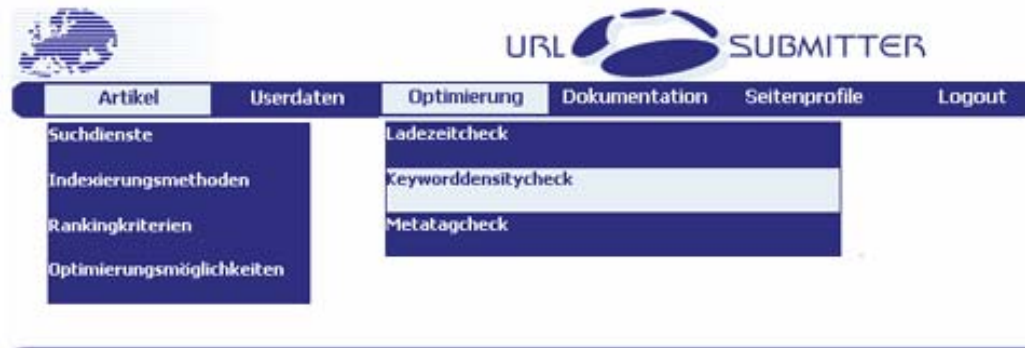 URL SUBMITTER
Artikel Userdaten Optimierung Dokumentation Seitenprofile Logout
Suchdienste
Indexierungsmethoden
Rankingkriterien
Optimierungsmöglichkeiten
Ladezeitcheck
Keyworddensitycheck
Metatagcheck